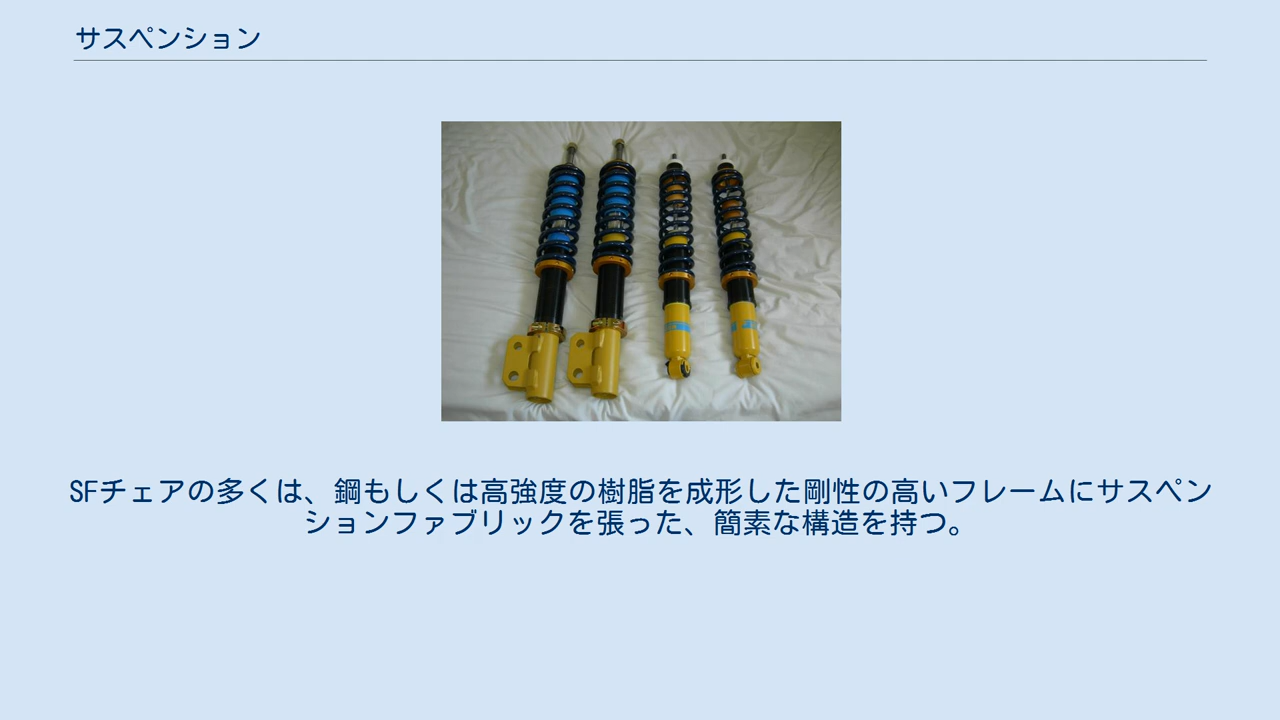 サスペンション
SFチェアの多くは、鋼もしくは高強度の樹脂を成形した剛性の高いフレームにサスペン
ションファブリックを張った、簡素な構造を持つ。